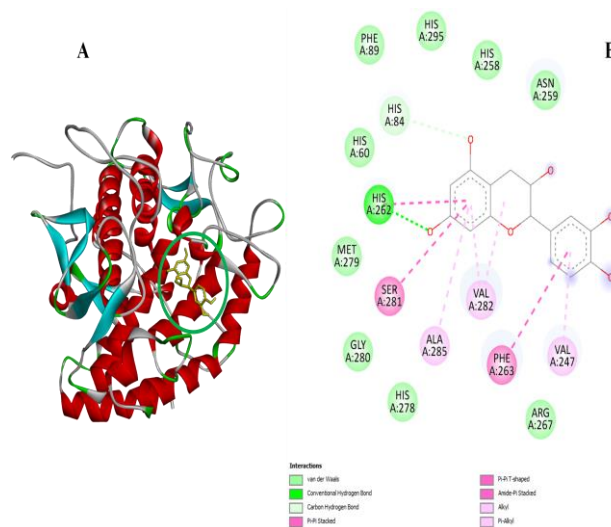 A
B
PHE
A:89
HIS
A:295
HIS
A:258
ASN
A:259
HIS
A:84
HIS
A:60
HIS
A:262
MET
A:279
SER
A:281
VAL
A:282
GLY
A:280
ALA
A:285
PHE
A:263
VAL
A:247
HIS
A:278
ARG
A:267
O
O
O
O
Interactions
van der Waals
Conventional Hydrogen Bond
Carbon Hydrogen Bond
Pi-Pi Stacked
Pi-Pi T-shaped
Amide-Pi Stacked
Alkyl
Pi-Alkyl